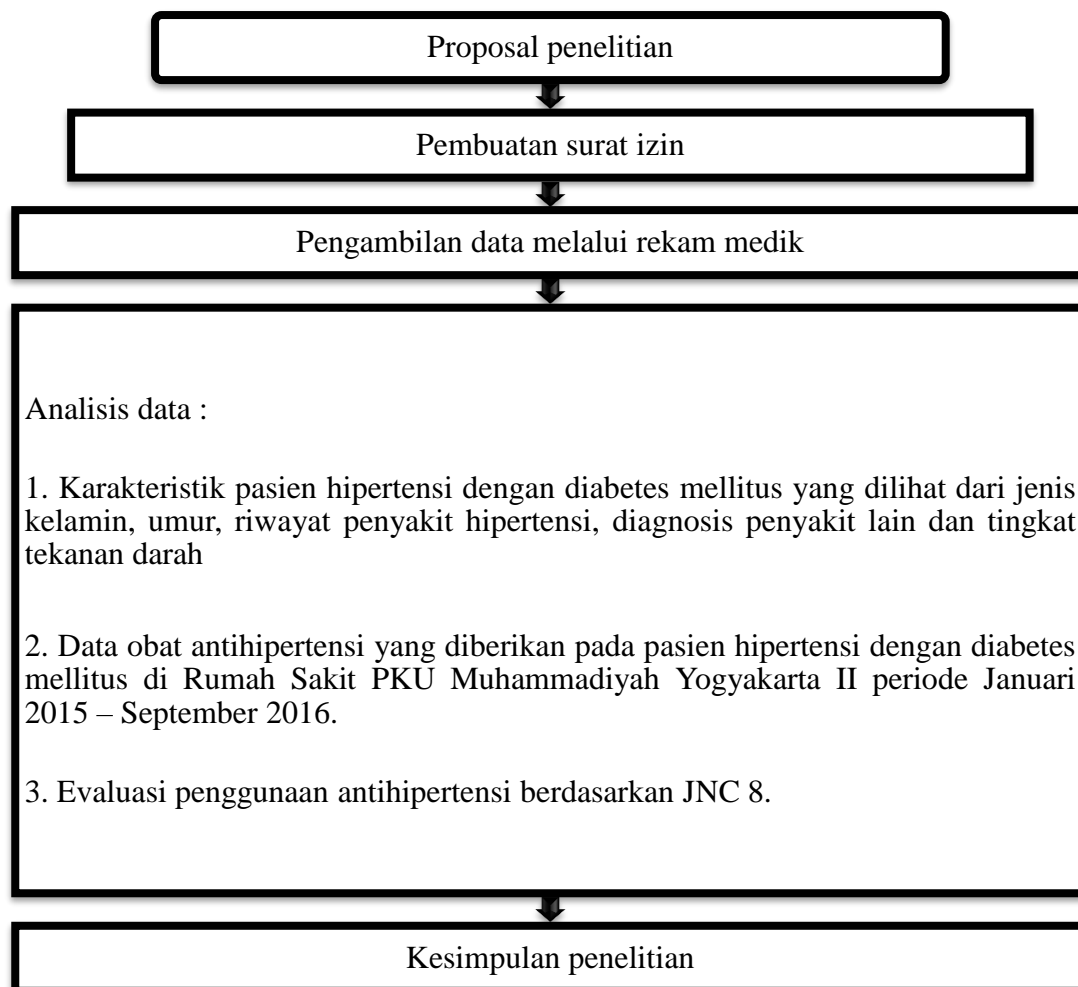 Proposal penelitian
Pembuatan surat izin
Pengambilan data melalui rekam medik
Analisis data :
1. Karakteristik pasien hipertensi dengan diabetes mellitus yang dilihat dari jenis
kelamin, umur, riwayat penyakit hipertensi, diagnosis penyakit lain dan tingkat
tekanan darah
2. Data obat antihipertensi yang diberikan pada pasien hipertensi dengan diabetes
mellitus di Rumah Sakit PKU Muhammadiyah Yogyakarta II periode Januari
2015 – September 2016.
3. Evaluasi penggunaan antihipertensi berdasarkan JNC 8.
Kesimpulan penelitian